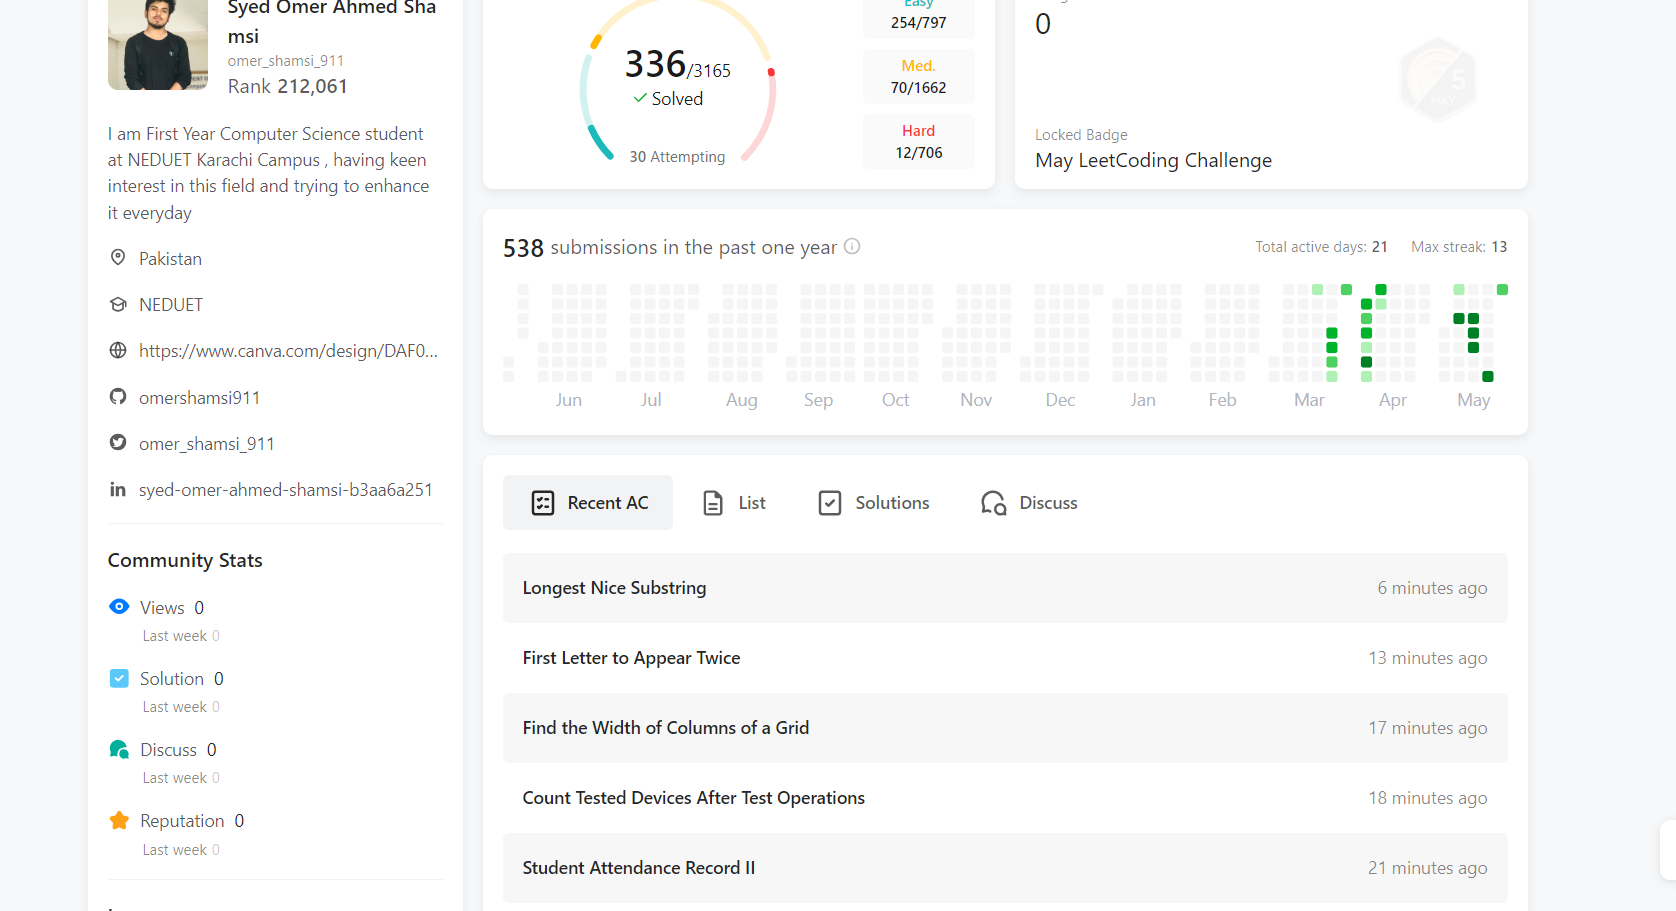 Syed Omer Ahmed Sha
msi
omer_shamsi_911
Rank 212,061
I am First Year Computer Science student
at NEDUET Karachi Campus , having keen
interest in this field and trying to enhance
it everyday
Pakistan
NEDUET
https://www.canva.com/design/DAF0...
omershamsi911
omer_shamsi_911
syed-omer-ahmed-shamsi-b3aa6a251
Community Stats
Views 0
Last week 0
Solution 0
Last week 0
Discuss 0
Last week 0
Reputation 0
Last week 0
336/3165
Solved
30 Attempting
Easy
254/797
Med.
70/1662
Hard
12/706
0
5
MAY
Locked Badge
May LeetCoding Challenge
538 submissions in the past one year
Total active days: 21 Max streak: 13
Jun Jul Aug Sep Oct Nov Dec Jan Feb Mar Apr May
Recent AC List Solutions Discuss
Longest Nice Substring 6 minutes ago
First Letter to Appear Twice 13 minutes ago
Find the Width of Columns of a Grid 17 minutes ago
Count Tested Devices After Test Operations 18 minutes ago
Student Attendance Record II 21 minutes ago